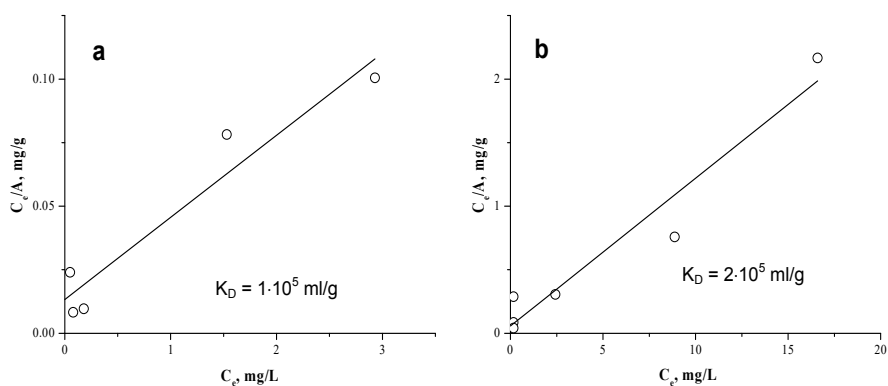 a
0.10
0.05
0.00
C_e/A, mg/g
K_D = 1·10^5 ml/g
0
1
2
3
C_e, mg/L
b
2
1
0
C_e/A, mg/g
K_D = 2·10^5 ml/g
0
5
10
15
20
C_e, mg/L